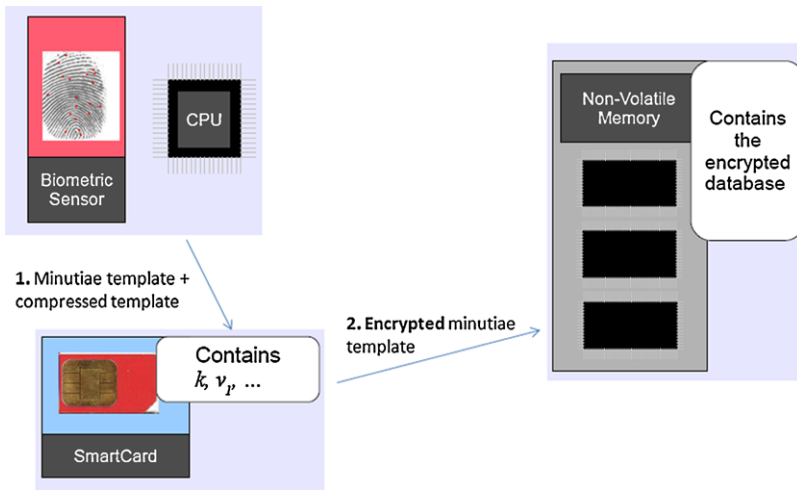 Biometric
Sensor
CPU
1. Minutiae template +
compressed template
SmartCard
Contains
k, v₁, ...
2. Encrypted minutiae
template
Non-Volatile
Memory
Contains
the
encrypted
database